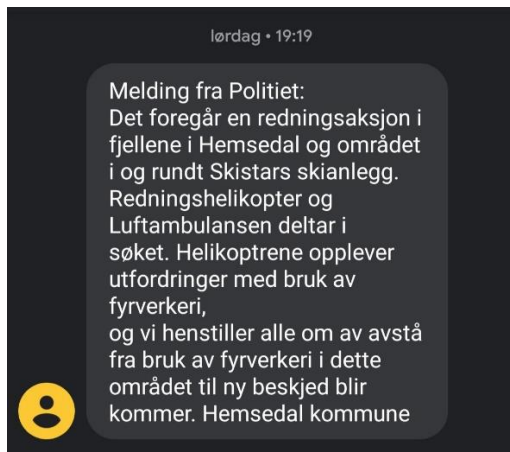 lørdag • 19:19
Melding fra Politiet:
Det foregår en redningsaksjon i
fjellene i Hemsedal og området
i og rundt Skistars skianlegg.
Redningshelikopter og
Luftambulansen deltar i
søket. Helikoptrene opplever
utfordringer med bruk av
fyrverkeri,
og vi henstiller alle om av avstå
fra bruk av fyrverkeri i dette
området til ny beskjed blir
kommer. Hemsedal kommune